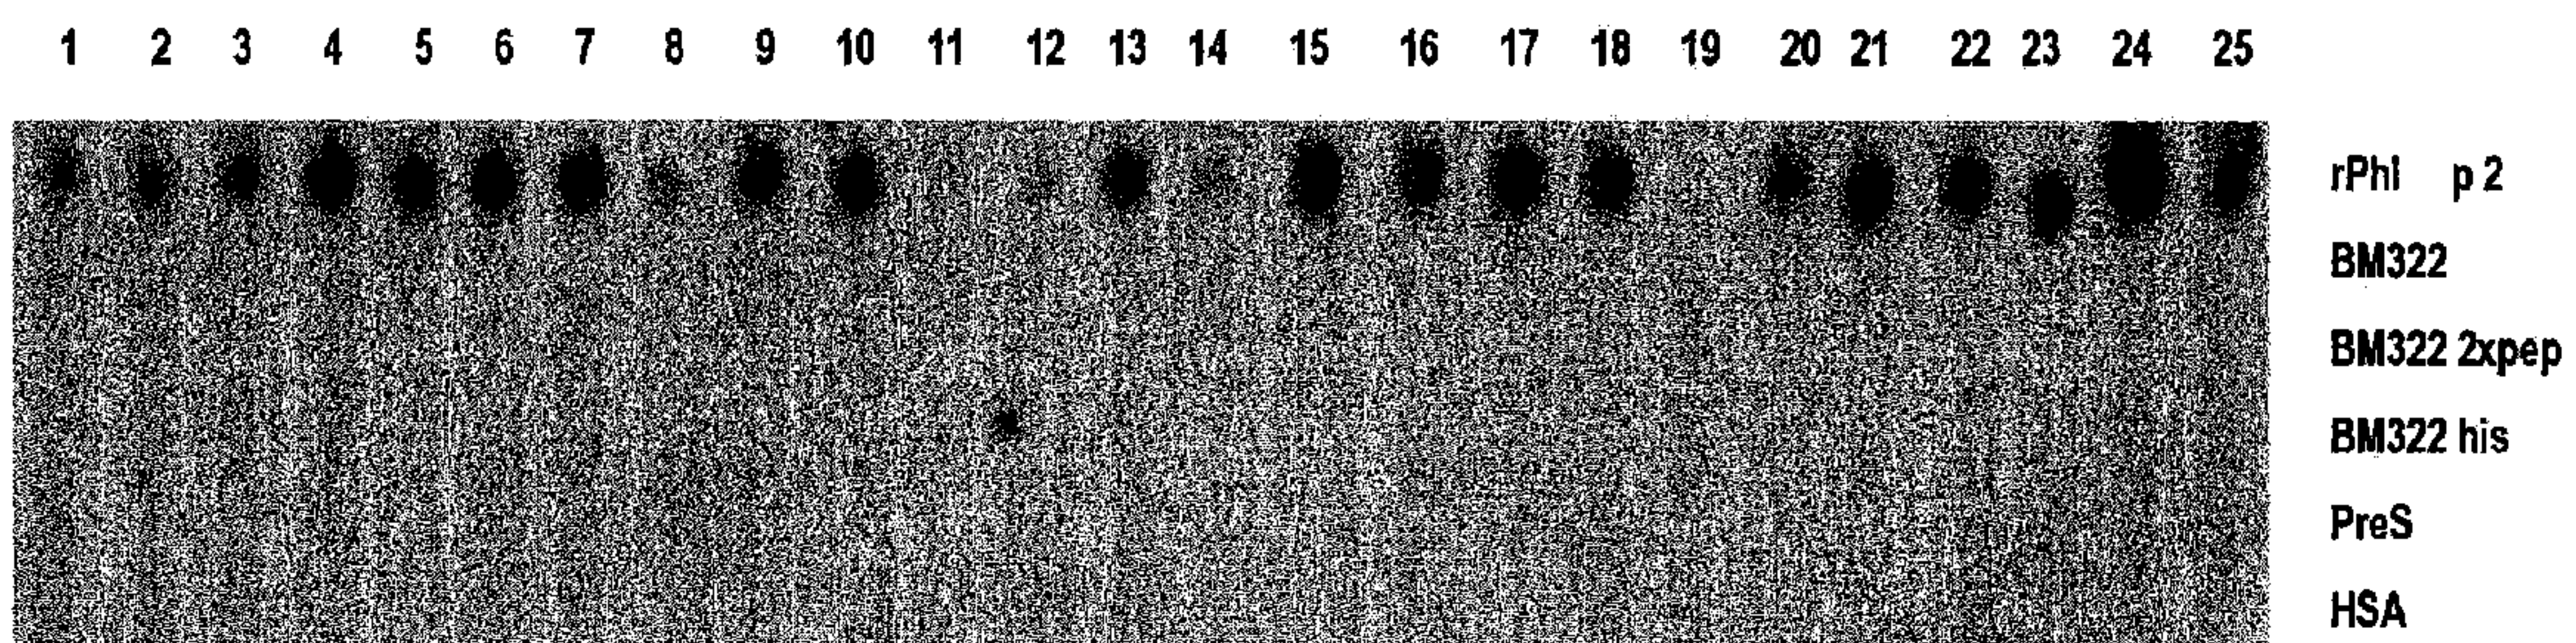 1 2 3 4 5 6 7 8 9 10 11 12 13 14 15 16 17 18 19 20 21 22 23 24 25
rPhl p 2
BM322
BM322 2xpep
BM322 his
PreS
HSA